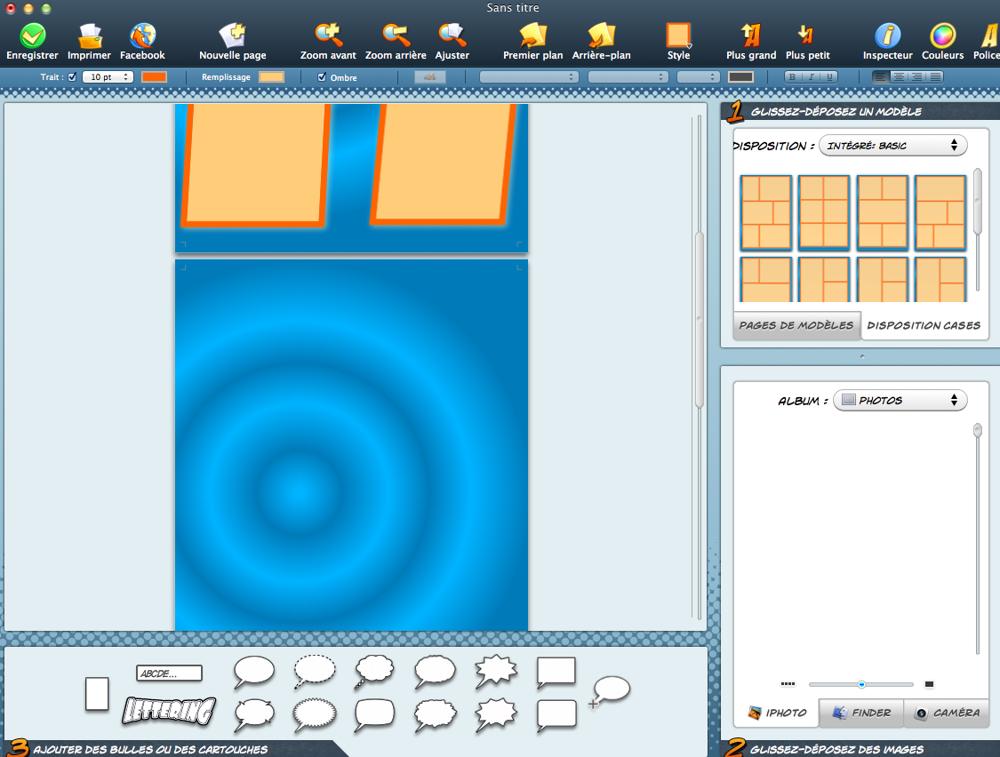 Sans titre
Enregistrer Imprimer Facebook Nouvelle page Zoom avant Zoom arrière Ajuster Premier plan Arrière-plan Style Plus grand Plus petit Inspecteur Couleurs Police
Trait : 10 pt Remplissage Ombre B I U
1 GLISSEZ-DÉPOSEZ UN MODÈLE
DISPOSITION : INTÉGRÉ: BASIC
PAGES DE MODÈLES DISPOSITION CASES
ALBUM : PHOTOS
IPHOTO FINDER CAMÉRA
2 GLISSEZ-DÉPOSEZ DES IMAGES
ABCDE...
LETTERING
3 AJOUTER DES BULLES OU DES CARTOUCHES